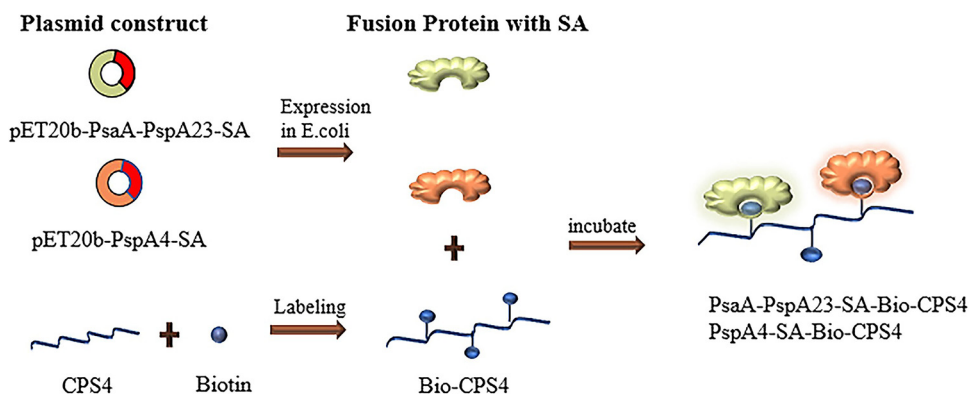 Plasmid construct
Fusion Protein with SA
pET20b-PsaA-PspA23-SA
Expression
in E.coli
pET20b-PspA4-SA
incubate
Labeling
CPS4
Biotin
Bio-CPS4
PsaA-PspA23-SA-Bio-CPS4
PspA4-SA-Bio-CPS4